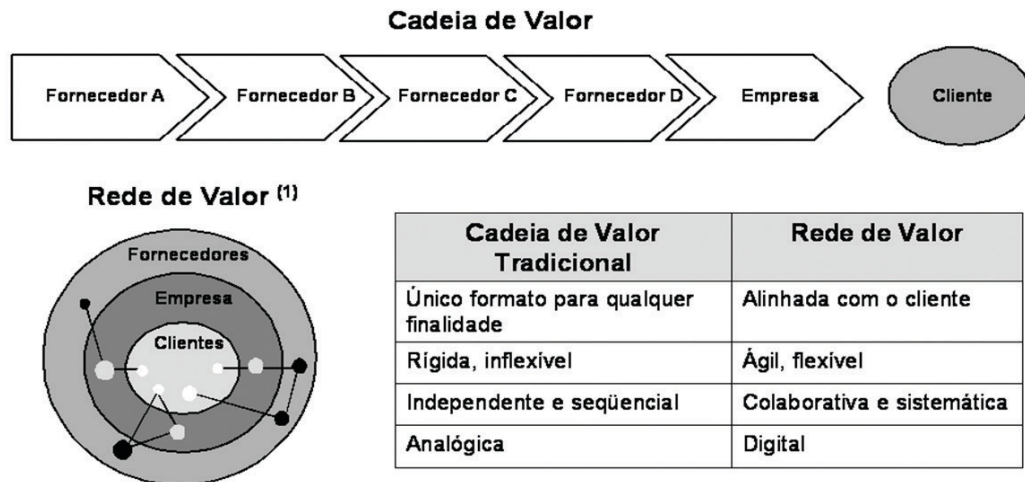 Cadeia de Valor
Fornecedor A
Fornecedor B
Fornecedor C
Fornecedor D
Empresa
Cliente
Rede de Valor (1)
Fornecedores
Empresa
Clientes
Cadeia de Valor
Tradicional
Rede de Valor
Único formato para qualquer
finalidade
Alinhada com o cliente
Rígida, inflexível
Ágil, flexível
Independente e seqüencial
Colaborativa e sistemática
Analógica
Digital